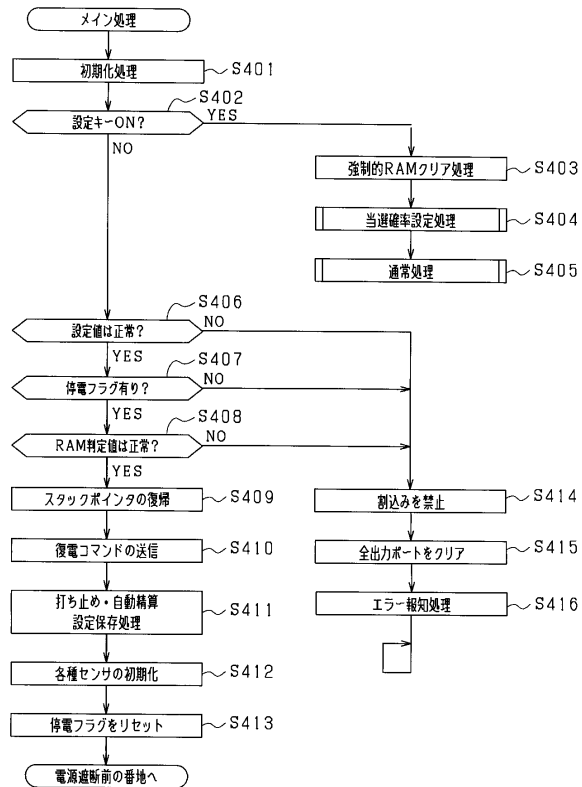 メイン処理
初期化処理
S401
S402
設定キーON?
YES
NO
強制的RAMクリア処理
S403
当選確率設定処理
S404
通常処理
S405
S406
設定値は正常?
NO
YES
S407
停電フラグ有り?
NO
YES
S408
RAM判定値は正常?
NO
YES
スタックポインタの復帰
S409
復電コマンドの送信
S410
打ち止め・自動精算
設定保存処理
S411
各種センサの初期化
S412
停電フラグをリセット
S413
電源遮断前の番地へ
割込みを禁止
S414
全出力ポートをクリア
S415
エラー報知処理
S416